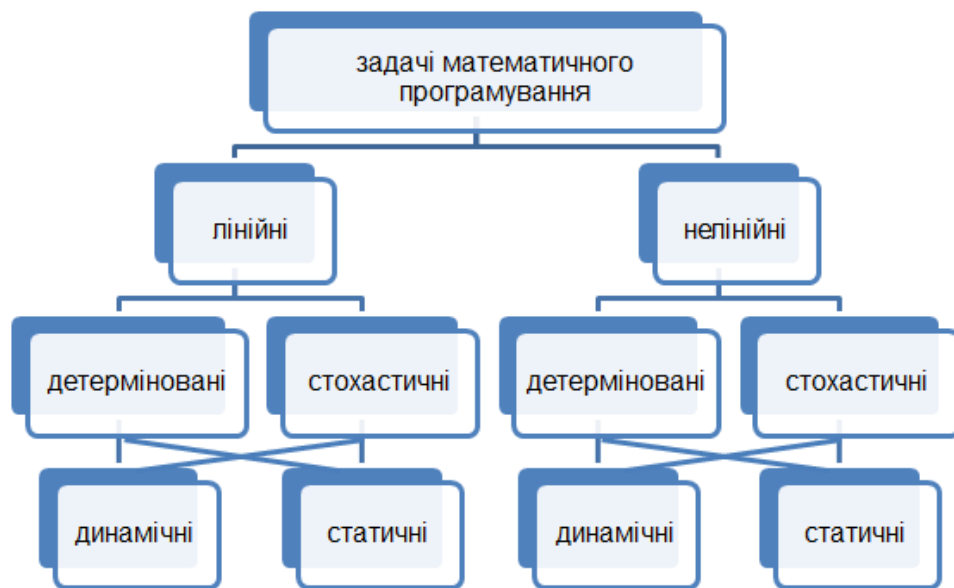 задачі математичного
програмування
лінійні
нелінійні
детерміновані
стохастичні
детерміновані
стохастичні
динамічні
статичні
динамічні
статичні